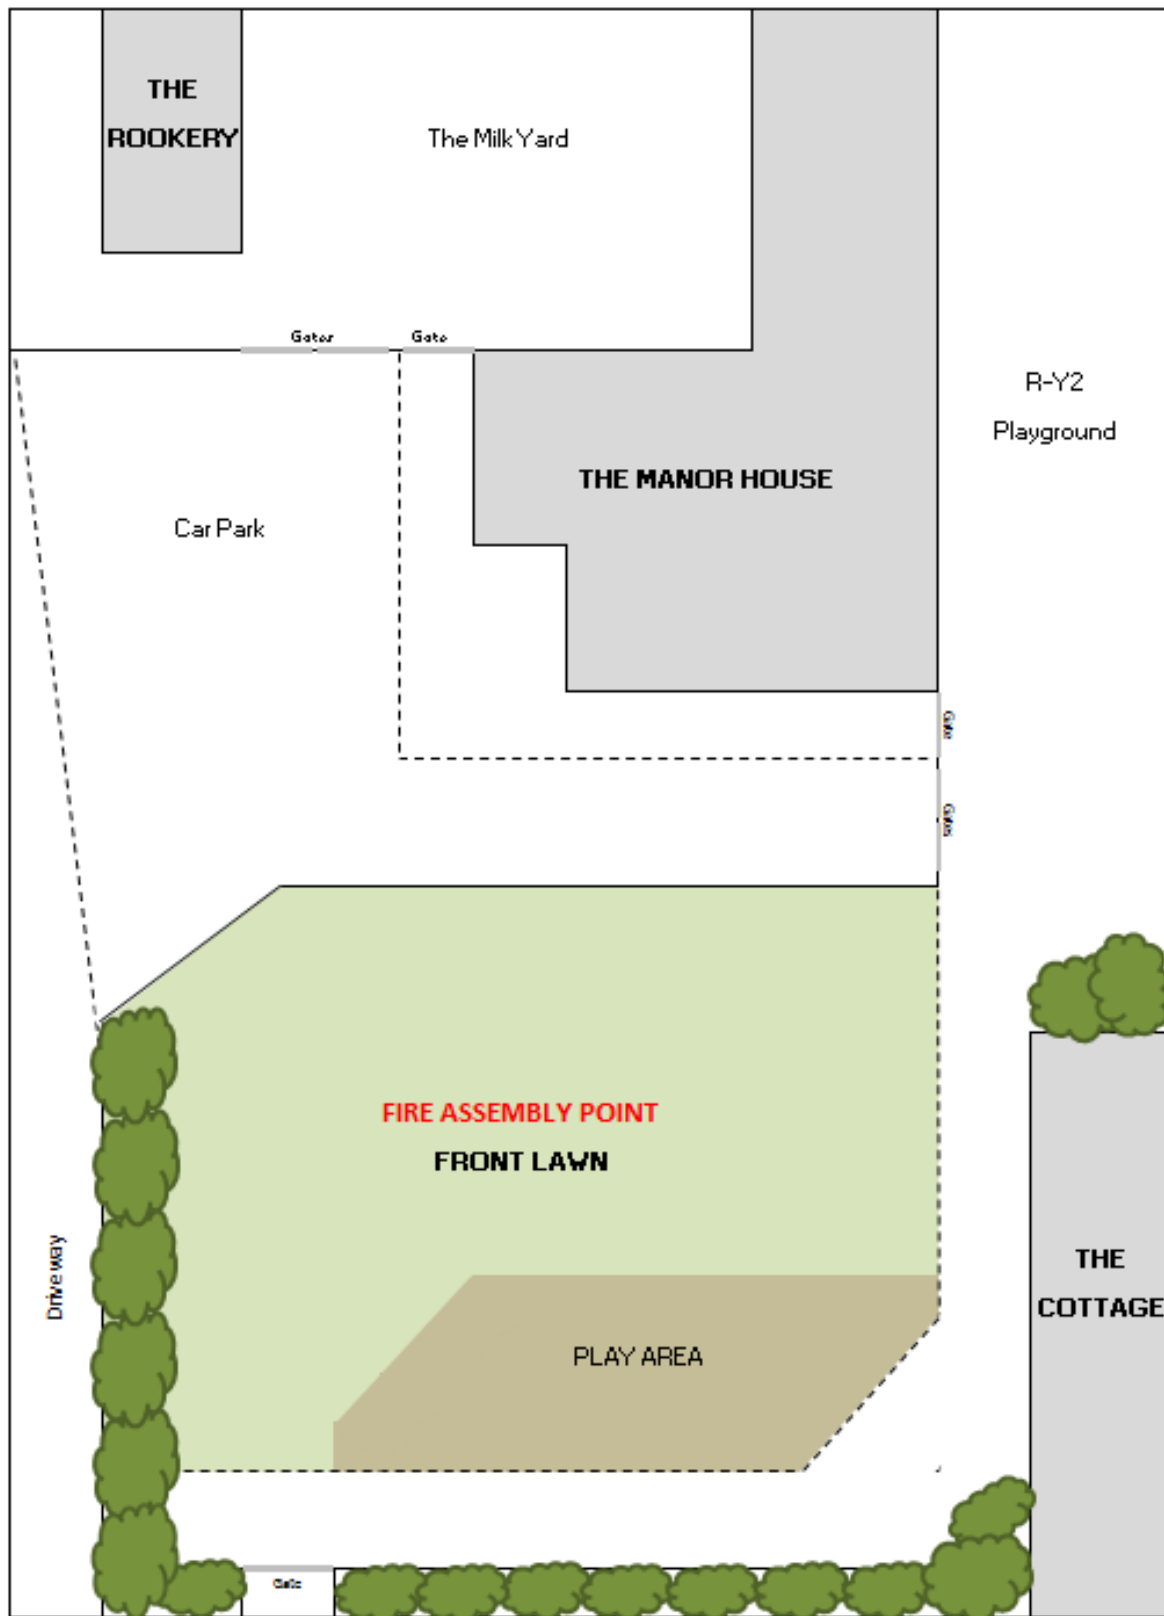 THE
ROOKERY
The Milk Yard
Gates
Gate
R-Y2
Playground
THE MANOR HOUSE
Car Park
Gate
Gates
FIRE ASSEMBLY POINT
FRONT LAWN
Driveway
THE
COTTAGE
PLAY AREA
Gate